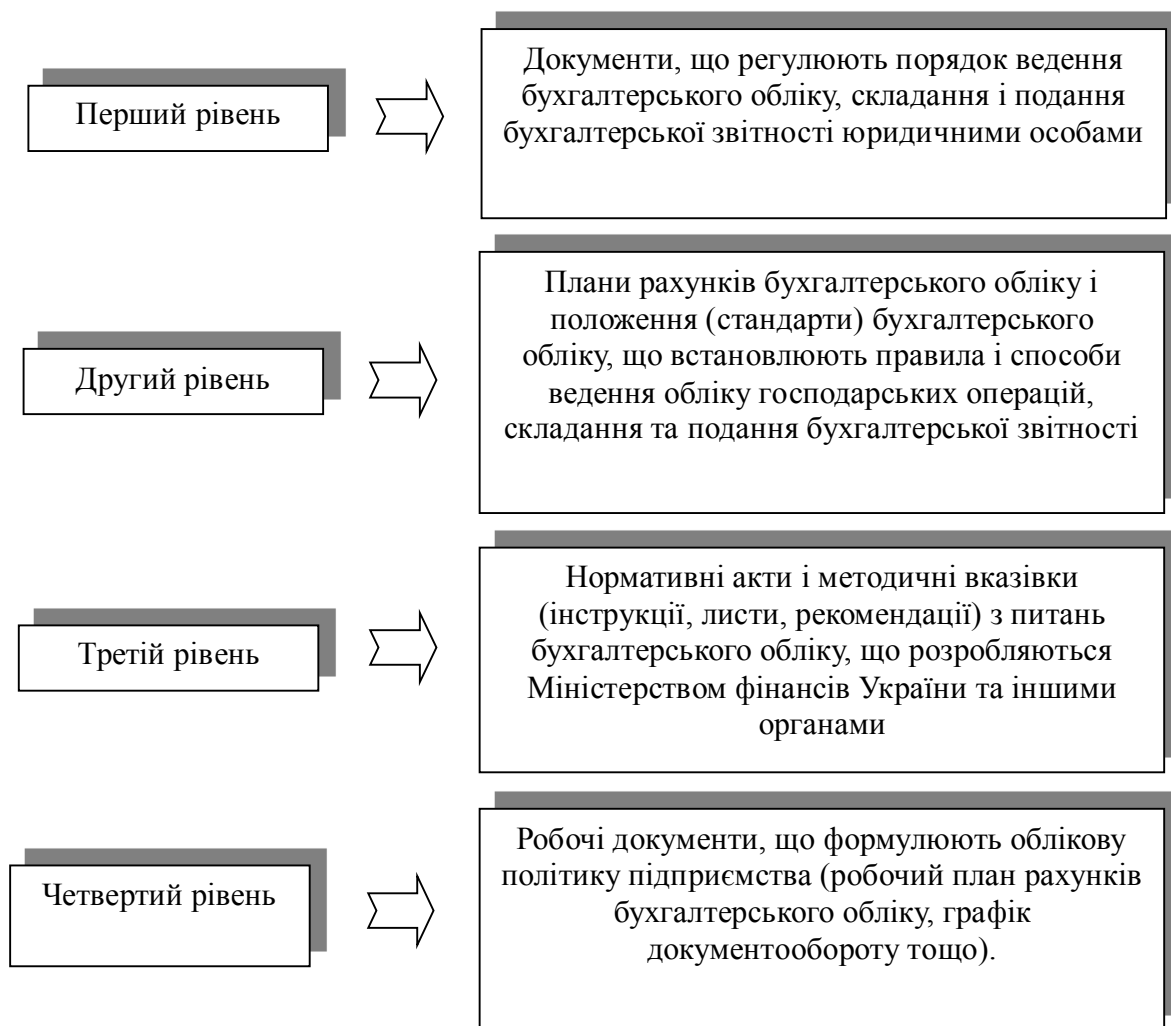 Перший рівень
Документи, що регулюють порядок ведення
бухгалтерського обліку, складання і подання
бухгалтерської звітності юридичними особами
Другий рівень
Плани рахунків бухгалтерського обліку і
положення (стандарти) бухгалтерського
обліку, що встановлюють правила і способи
ведення обліку господарських операцій,
складання та подання бухгалтерської звітності
Третій рівень
Нормативні акти і методичні вказівки
(інструкції, листи, рекомендації) з питань
бухгалтерського обліку, що розробляються
Міністерством фінансів України та іншими
органами
Четвертий рівень
Робочі документи, що формулюють облікову
політику підприємства (робочий план рахунків
бухгалтерського обліку, графік
документообороту тощо).